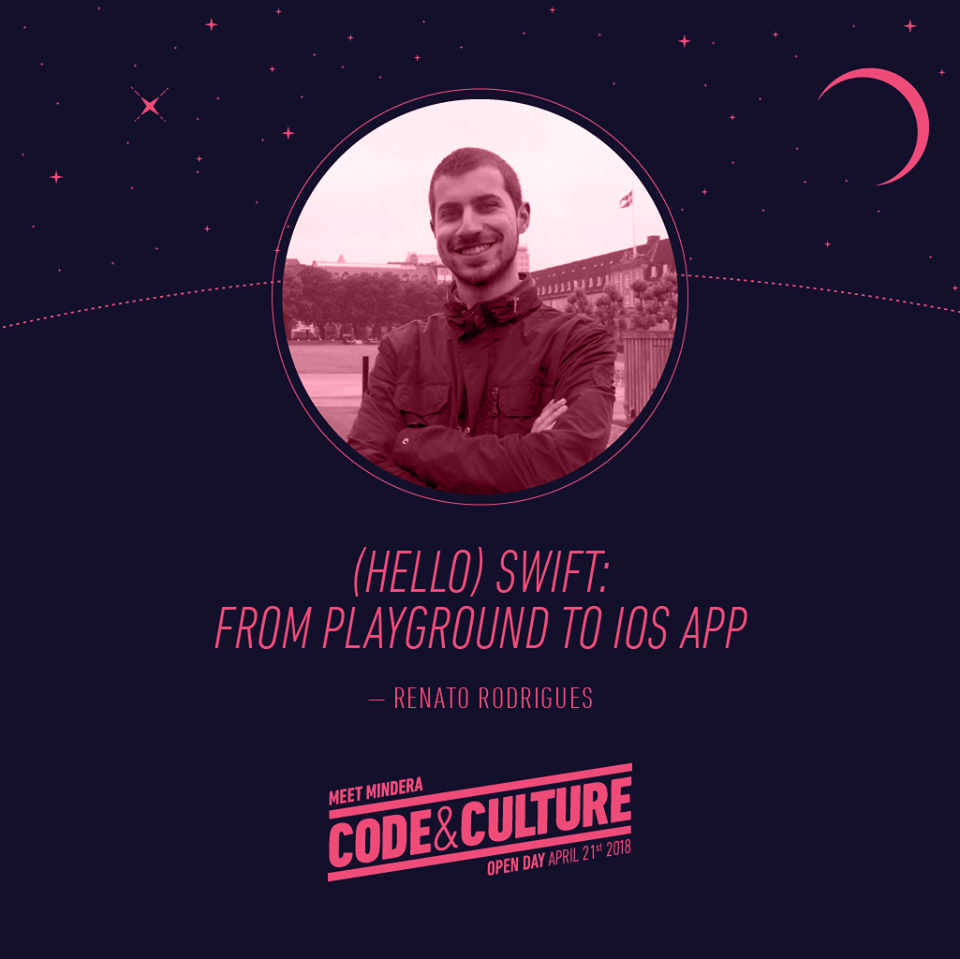 (HELLO) SWIFT:
FROM PLAYGROUND TO IOS APP
— RENATO RODRIGUES
MEET MINDERA
CODE&CULTURE
OPEN DAY APRIL 21st 2018